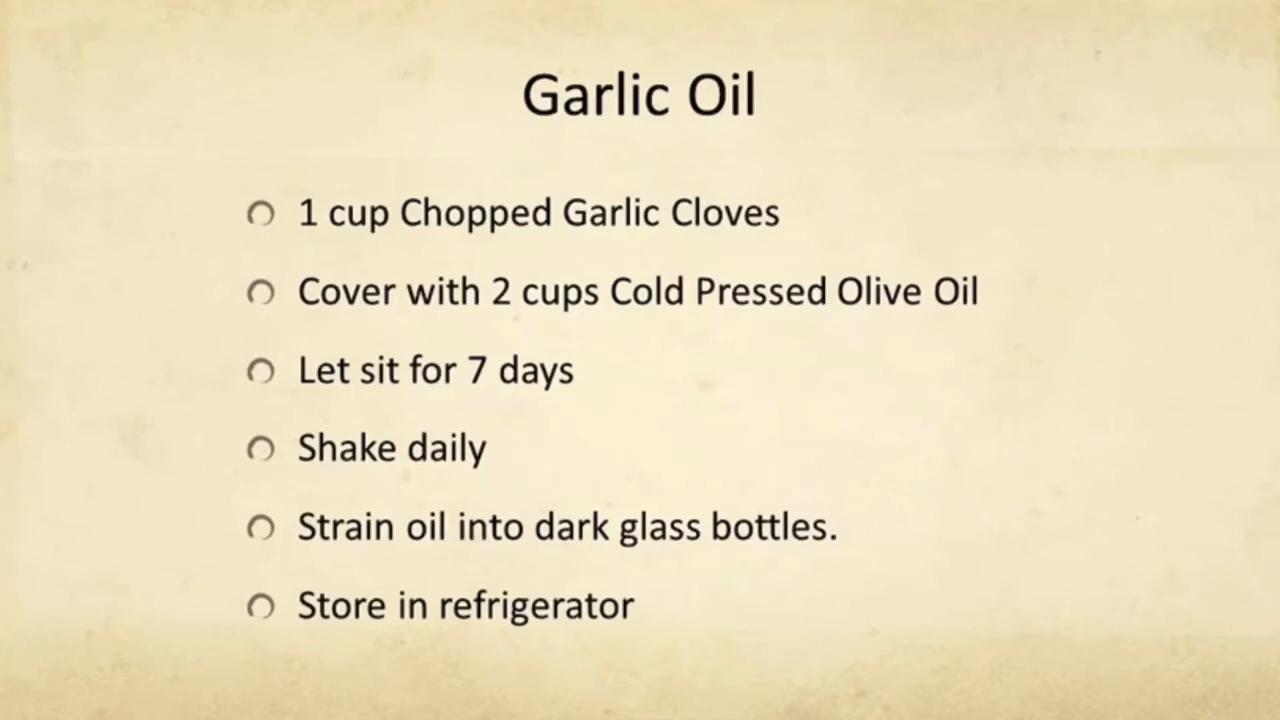 Garlic Oil
1 cup Chopped Garlic Cloves
Cover with 2 cups Cold Pressed Olive Oil
Let sit for 7 days
Shake daily
Strain oil into dark glass bottles.
Store in refrigerator